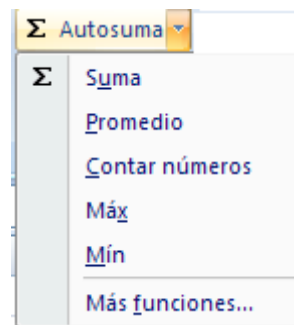 Σ Autosuma
Σ Suma
Promedio
Contar números
Máx
Mín
Más funciones...